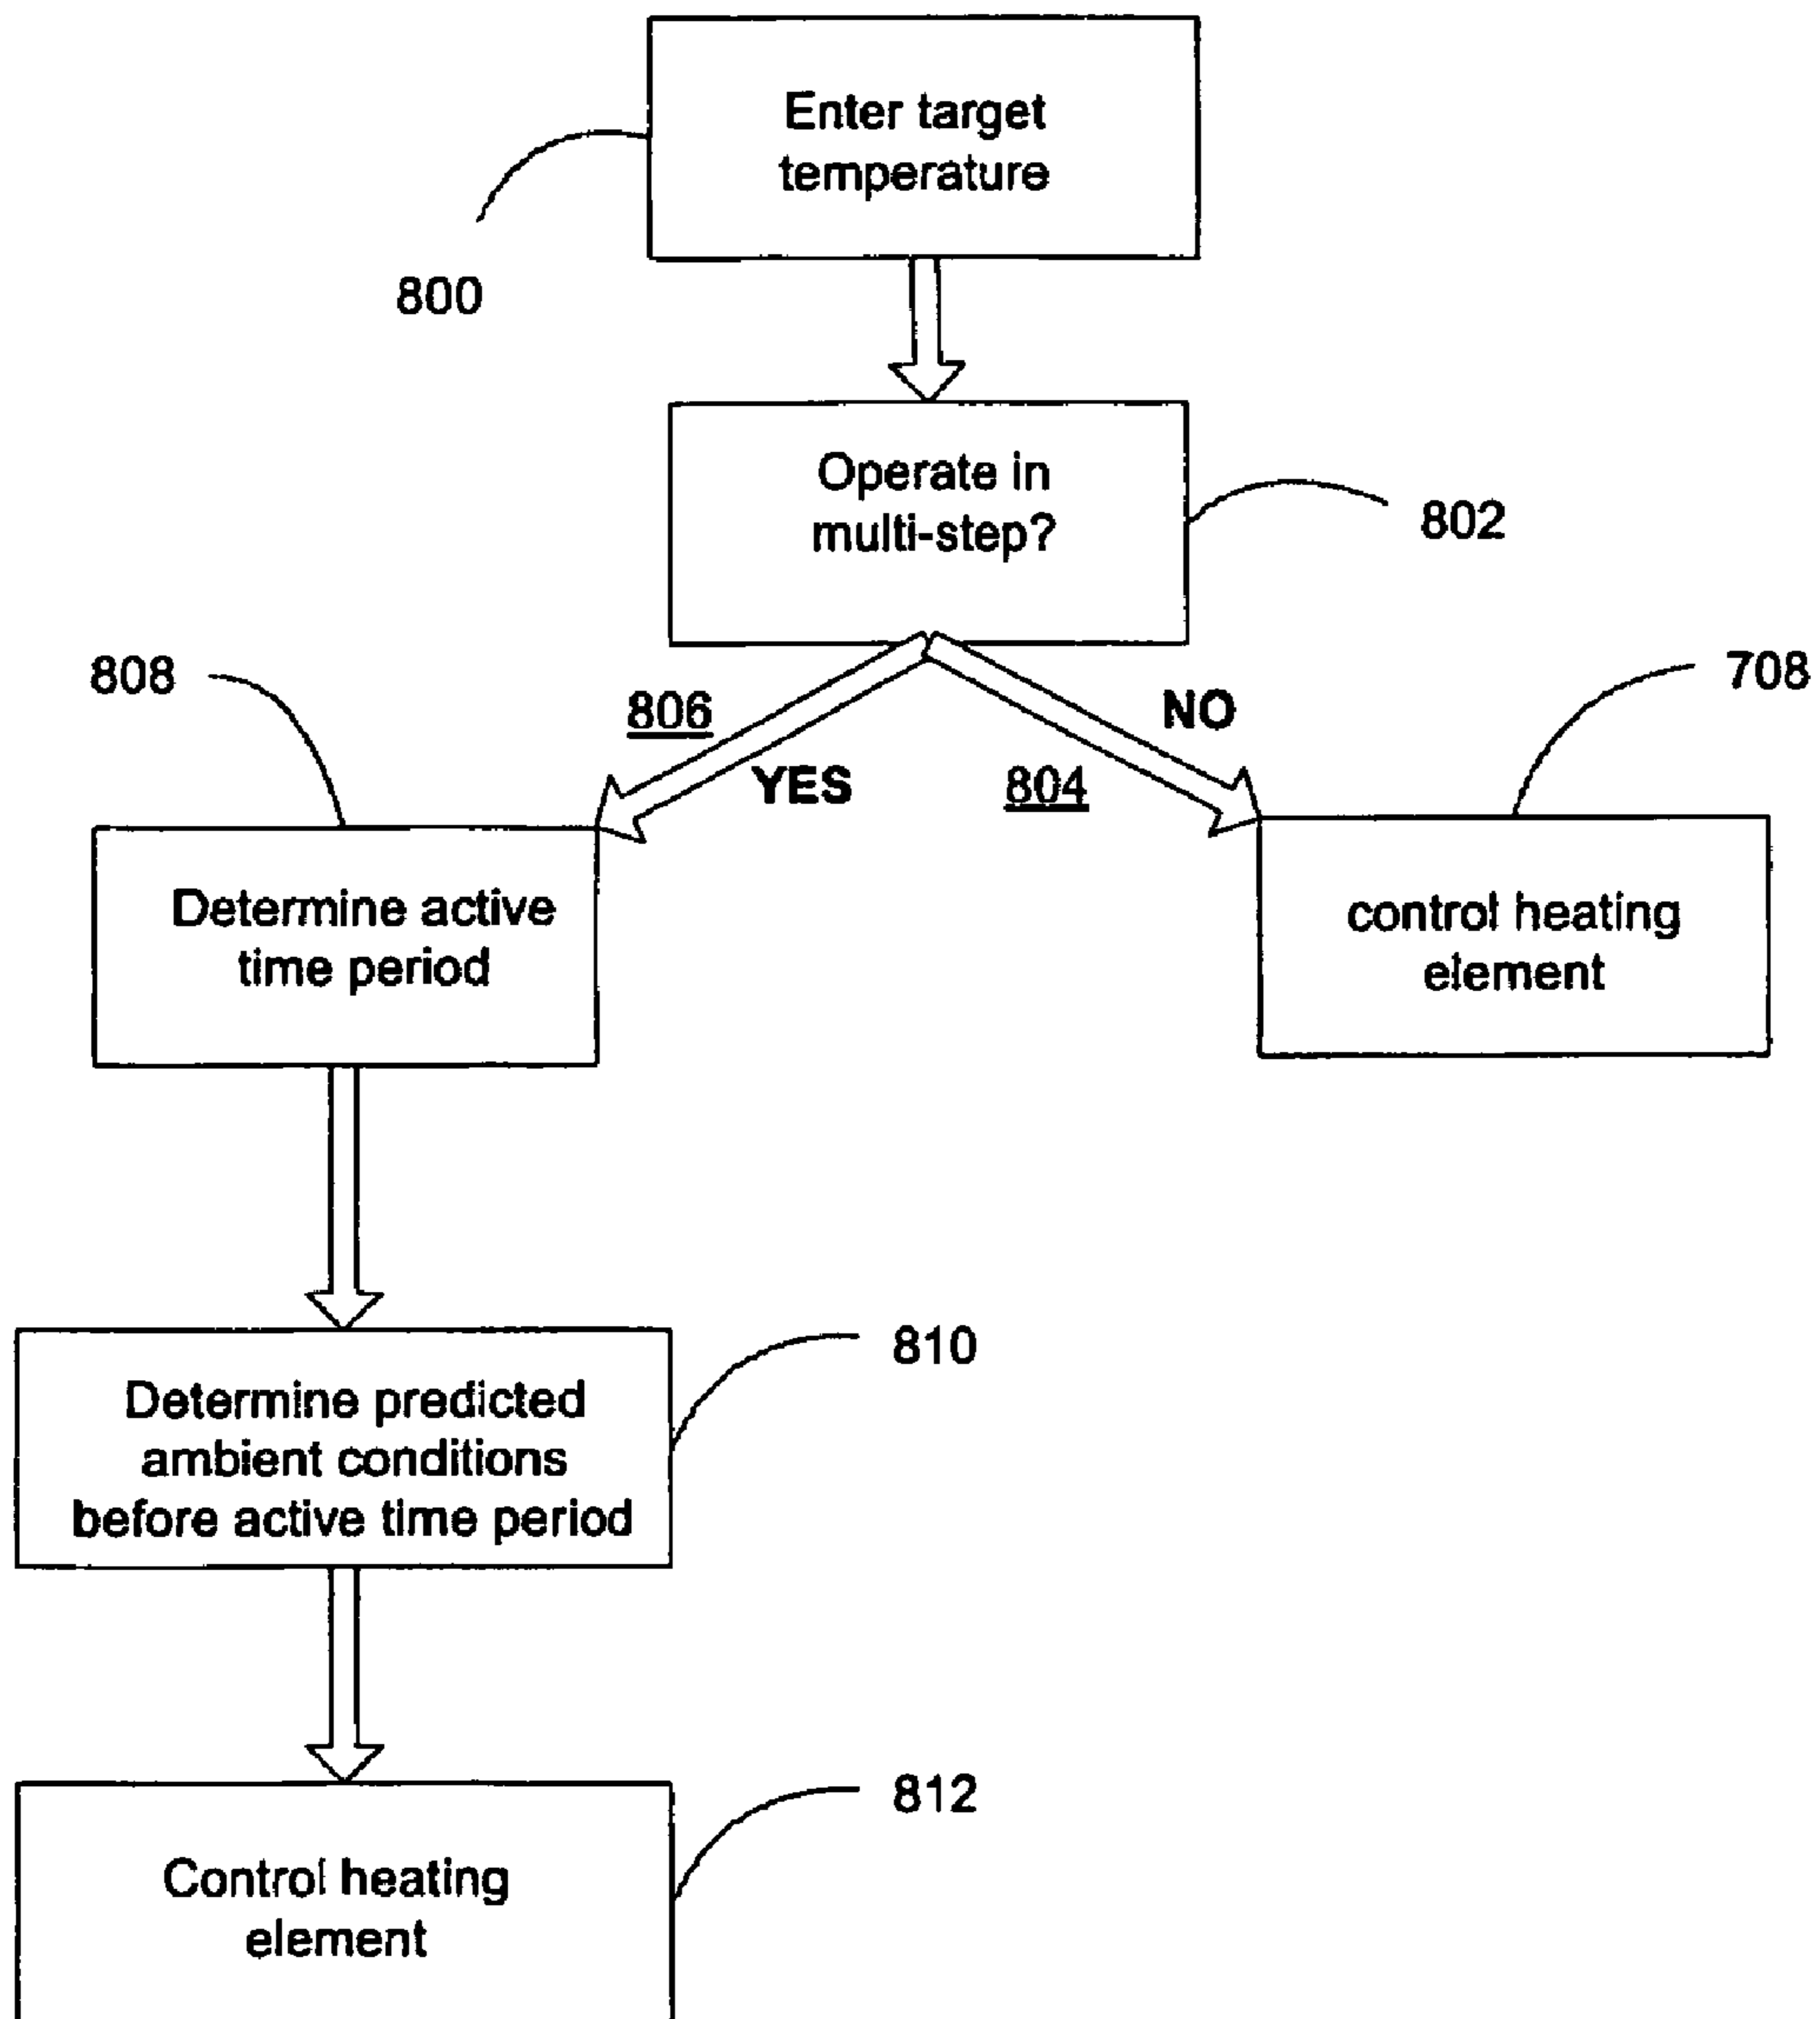 Enter target
temperature
800
Operate in
multi-step?
802
808
806
YES
NO
804
708
Determine active
time period
control heating
element
810
Determine predicted
ambient conditions
before active time period
812
Control heating
element